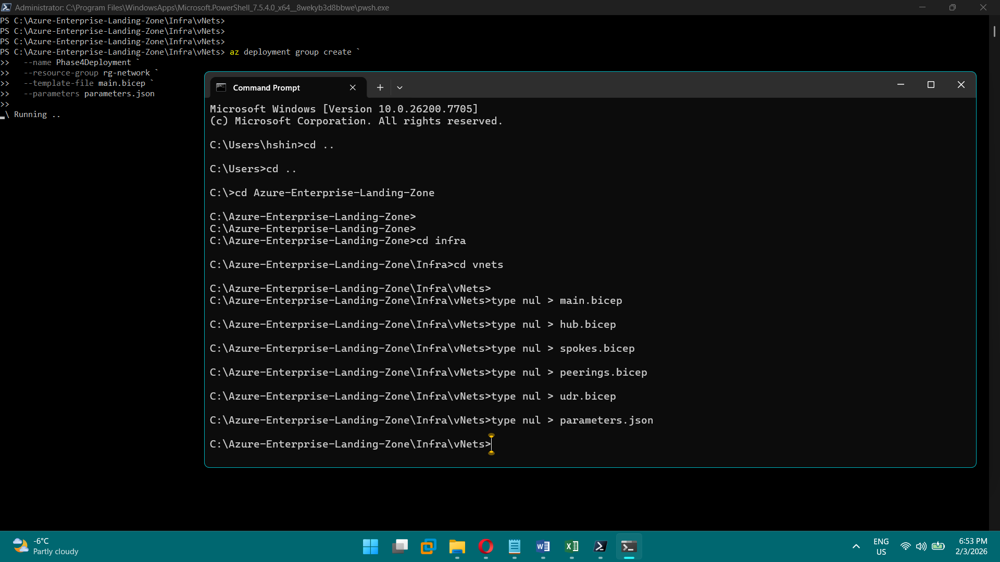 Administrator: C:\Program Files\WindowsApps\Microsoft.PowerShell_7.5.4.0_x64__8wekyb3d8bbwe\pwsh.exe
PS C:\Azure-Enterprise-Landing-Zone\Infra\vNets>
PS C:\Azure-Enterprise-Landing-Zone\Infra\vNets>
PS C:\Azure-Enterprise-Landing-Zone\Infra\vNets>
PS C:\Azure-Enterprise-Landing-Zone\Infra\vNets> az deployment group create `
>>   --name Phase4Deployment `
>>   --resource-group rg-network `
>>   --template-file main.bicep `
>>   --parameters parameters.json
>>
\ Running ..
Command Prompt
Microsoft Windows [Version 10.0.26200.7705]
(c) Microsoft Corporation. All rights reserved.
C:\Users\hshin>cd ..
C:\Users>cd ..
C:\>cd Azure-Enterprise-Landing-Zone
C:\Azure-Enterprise-Landing-Zone>
C:\Azure-Enterprise-Landing-Zone>
C:\Azure-Enterprise-Landing-Zone>cd infra
C:\Azure-Enterprise-Landing-Zone\Infra>cd vnets
C:\Azure-Enterprise-Landing-Zone\Infra\vNets>
C:\Azure-Enterprise-Landing-Zone\Infra\vNets>type nul > main.bicep
C:\Azure-Enterprise-Landing-Zone\Infra\vNets>type nul > hub.bicep
C:\Azure-Enterprise-Landing-Zone\Infra\vNets>type nul > spokes.bicep
C:\Azure-Enterprise-Landing-Zone\Infra\vNets>type nul > peerings.bicep
C:\Azure-Enterprise-Landing-Zone\Infra\vNets>type nul > udr.bicep
C:\Azure-Enterprise-Landing-Zone\Infra\vNets>type nul > parameters.json
C:\Azure-Enterprise-Landing-Zone\Infra\vNets>
-6°C
Partly cloudy
ENG
US
6:53 PM
2/3/2026